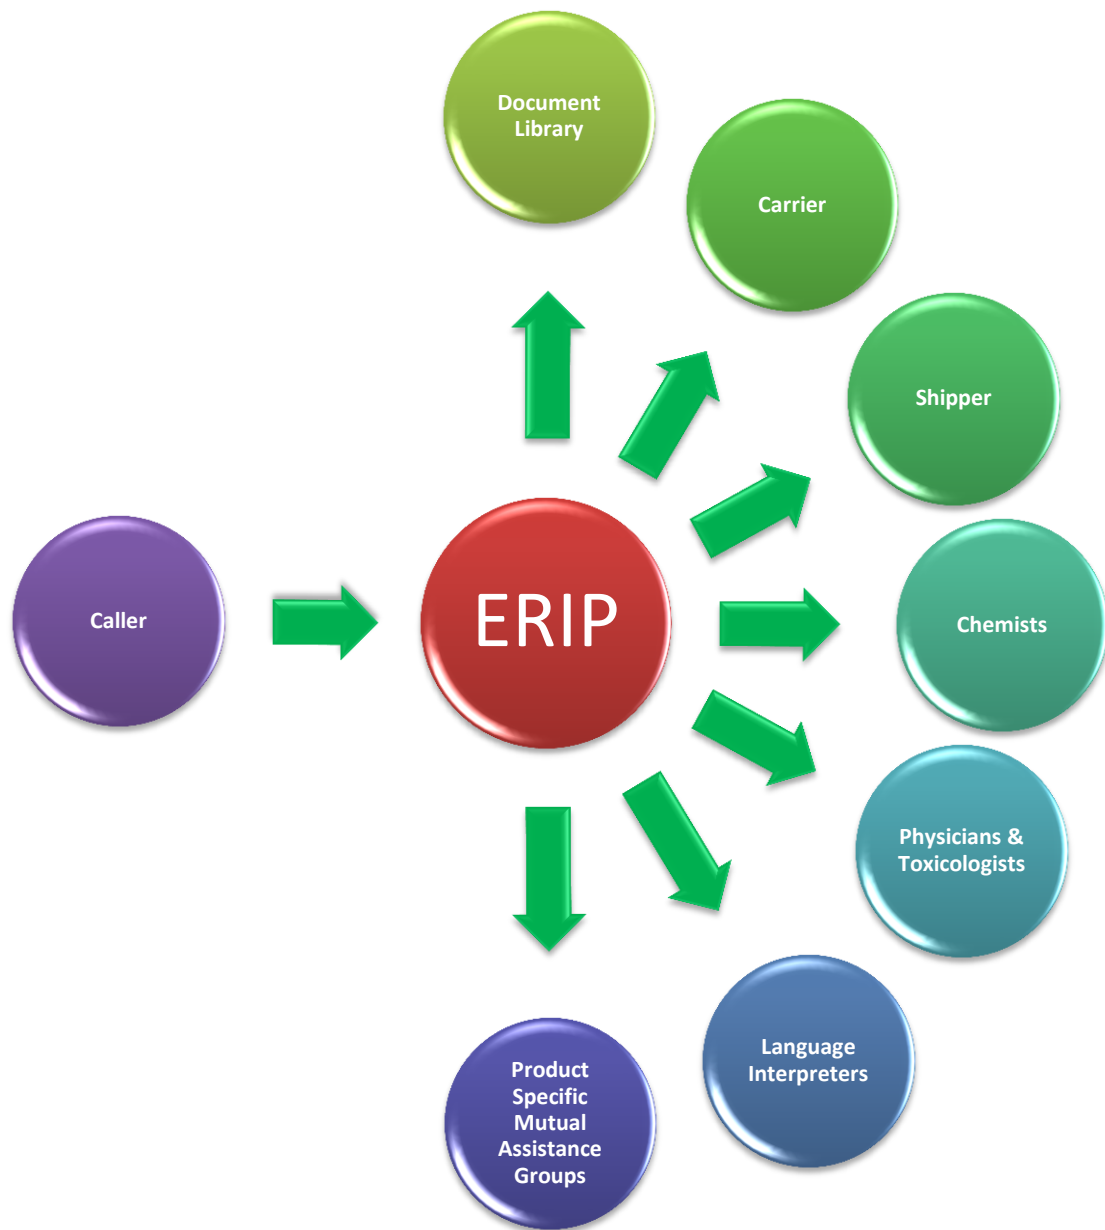 Document
Library
Carrier
Shipper
Caller
ERIP
Chemists
Physicians &
Toxicologists
Language
Interpreters
Product
Specific
Mutual
Assistance
Groups